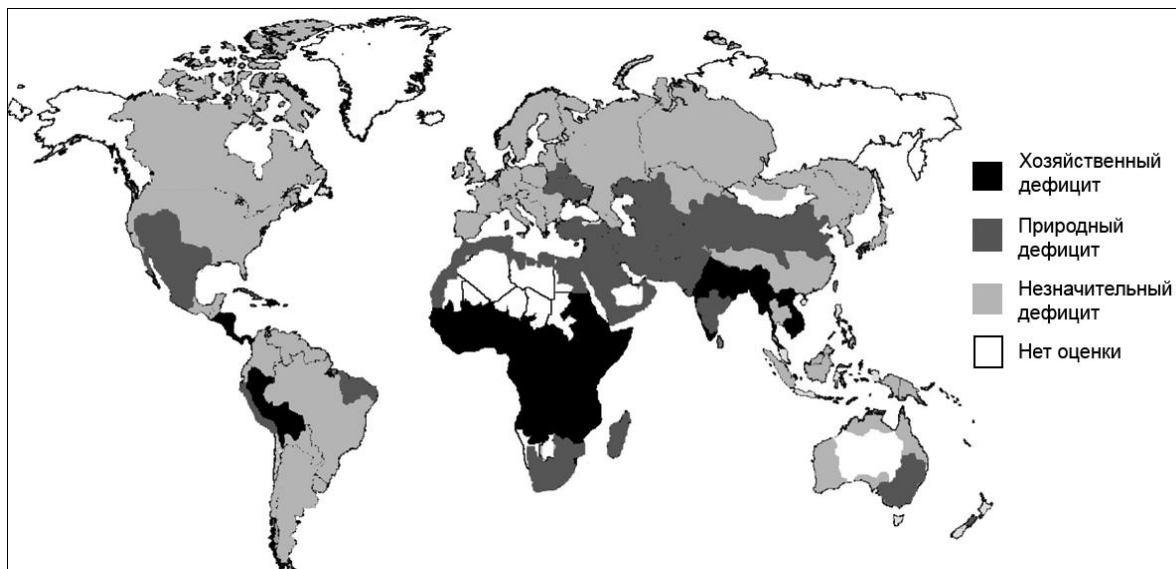 Хозяйственный
дефицит
Природный
дефицит
Незначительный
дефицит
Нет оценки